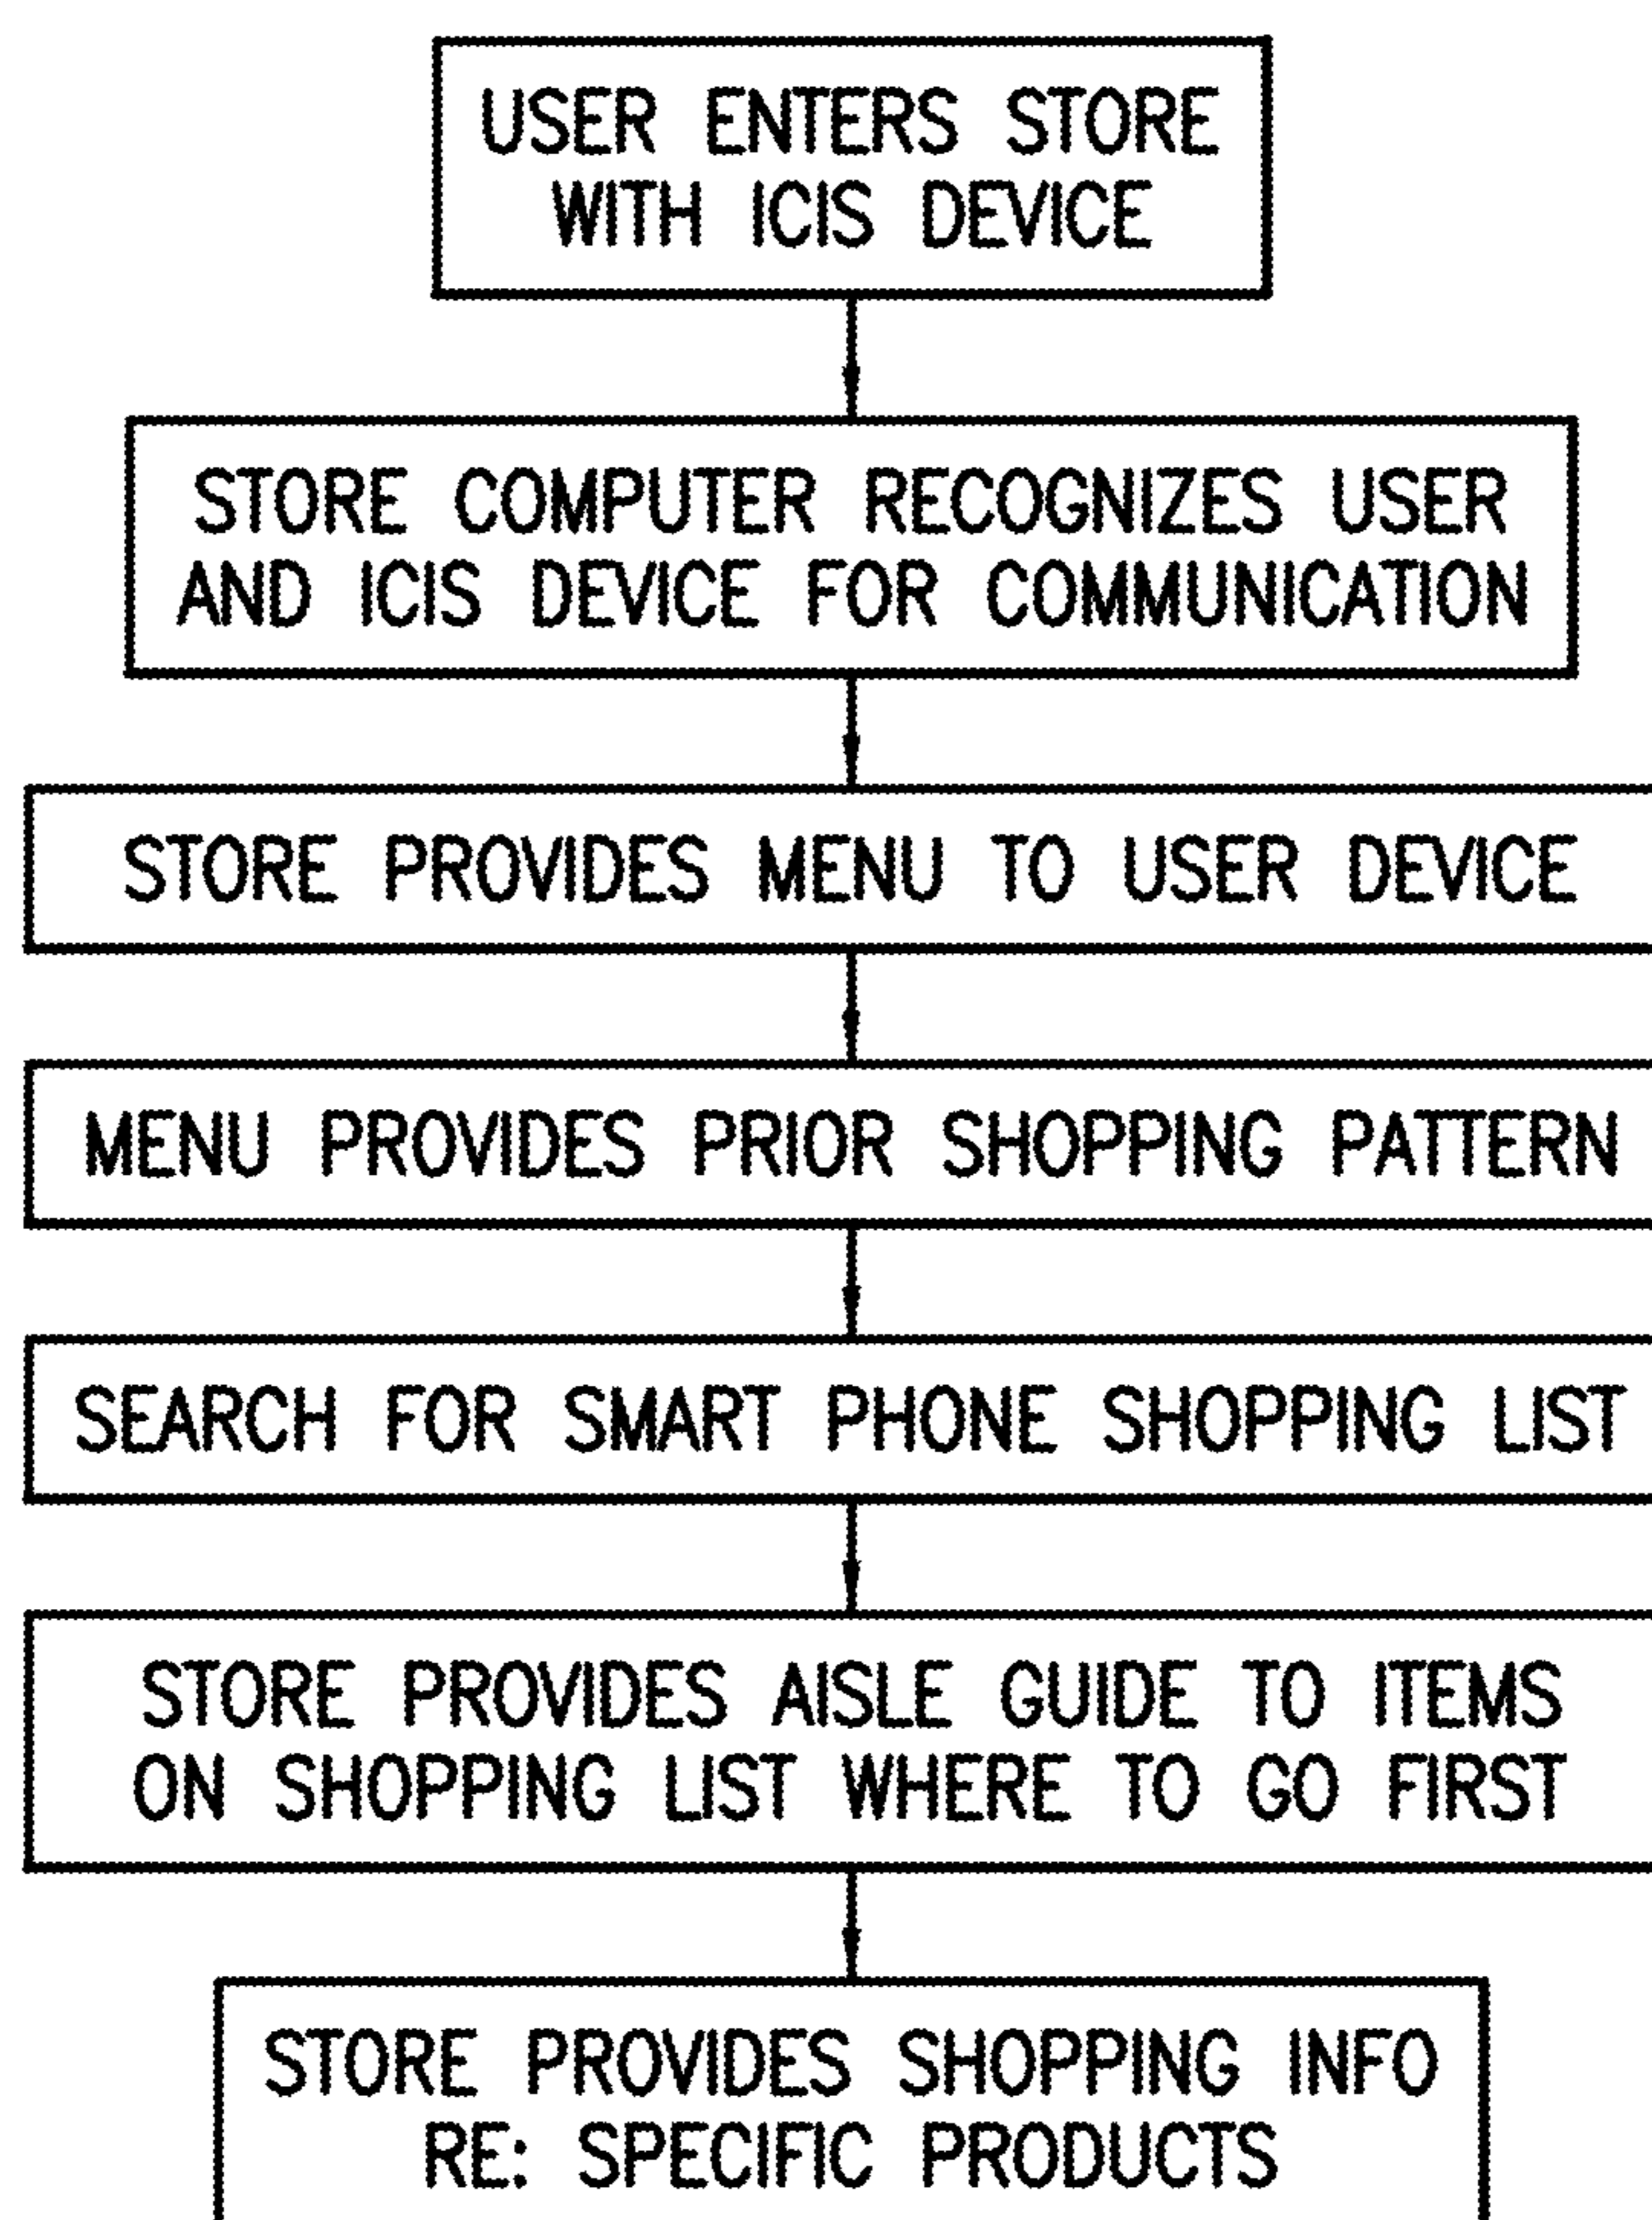 USER ENTERS STORE
WITH ICIS DEVICE
STORE COMPUTER RECOGNIZES USER
AND ICIS DEVICE FOR COMMUNICATION
STORE PROVIDES MENU TO USER DEVICE
MENU PROVIDES PRIOR SHOPPING PATTERN
SEARCH FOR SMART PHONE SHOPPING LIST
STORE PROVIDES AISLE GUIDE TO ITEMS
ON SHOPPING LIST WHERE TO GO FIRST
STORE PROVIDES SHOPPING INFO
RE: SPECIFIC PRODUCTS